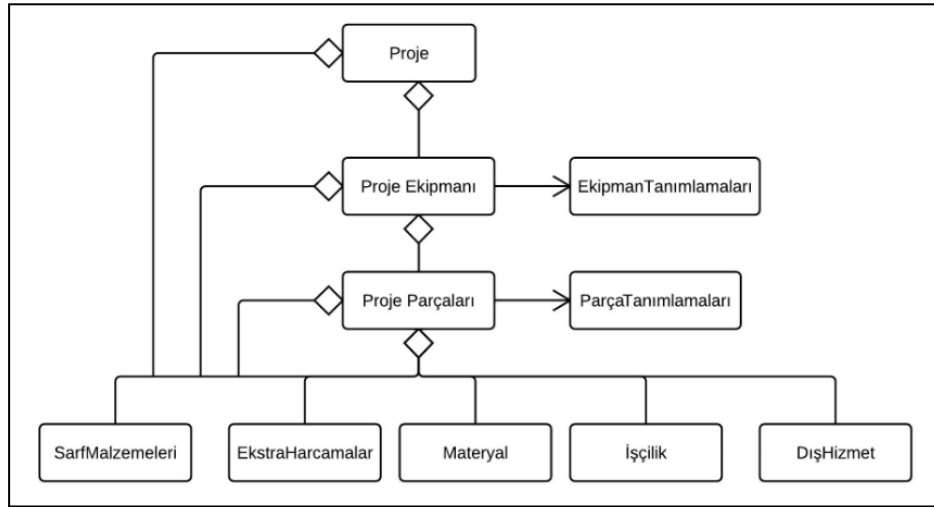 Proje
Proje Ekipmanı
EkipmanTanımlamaları
Proje Parçaları
ParçaTanımlamaları
SarfMalzemeleri
EkstraHarcamalar
Materyal
İşçilik
DışHizmet